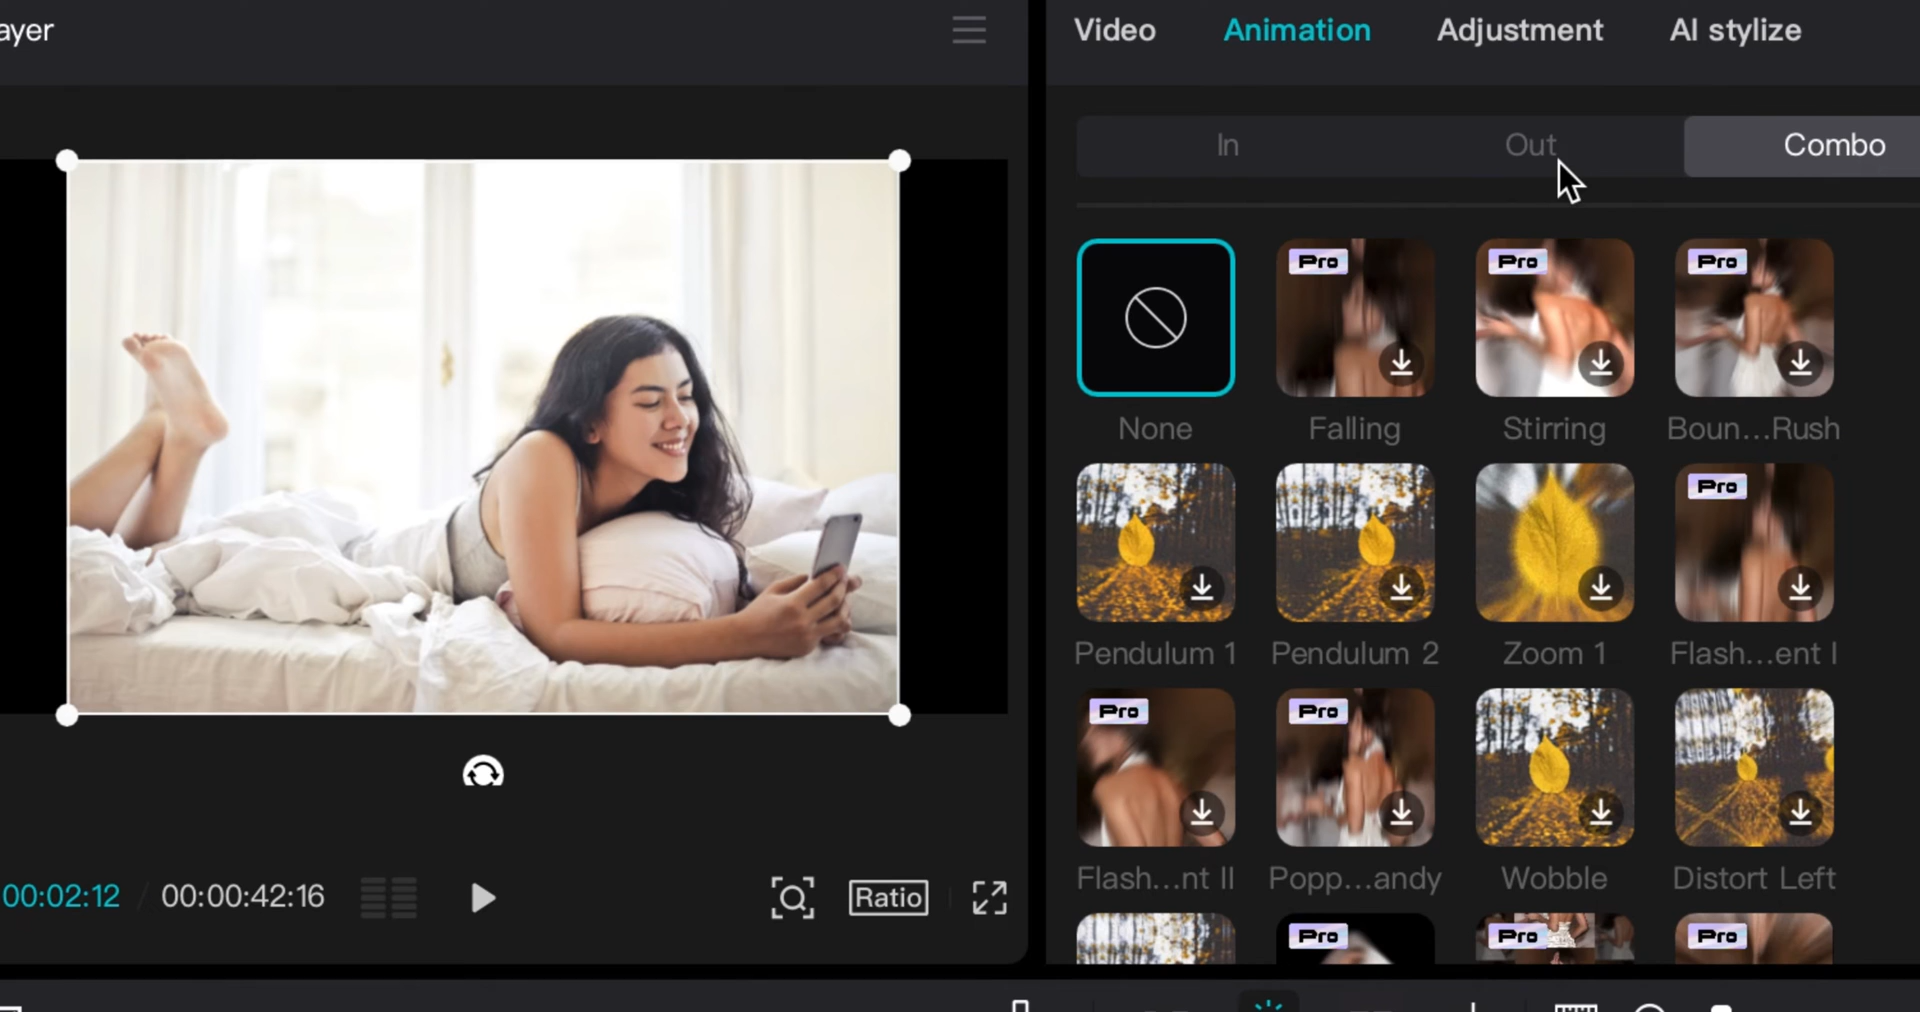 ayer
Video Animation Adjustment AI stylize
In Out Combo
Pro Pro Pro
None Falling Stirring Boun...Rush
Pro
Pendulum 1 Pendulum 2 Zoom 1 Flash...ent I
Pro Pro
Flash...nt II Popp...andy Wobble Distort Left
Pro Pro Pro
00:02:12 / 00:00:42:16 Ratio